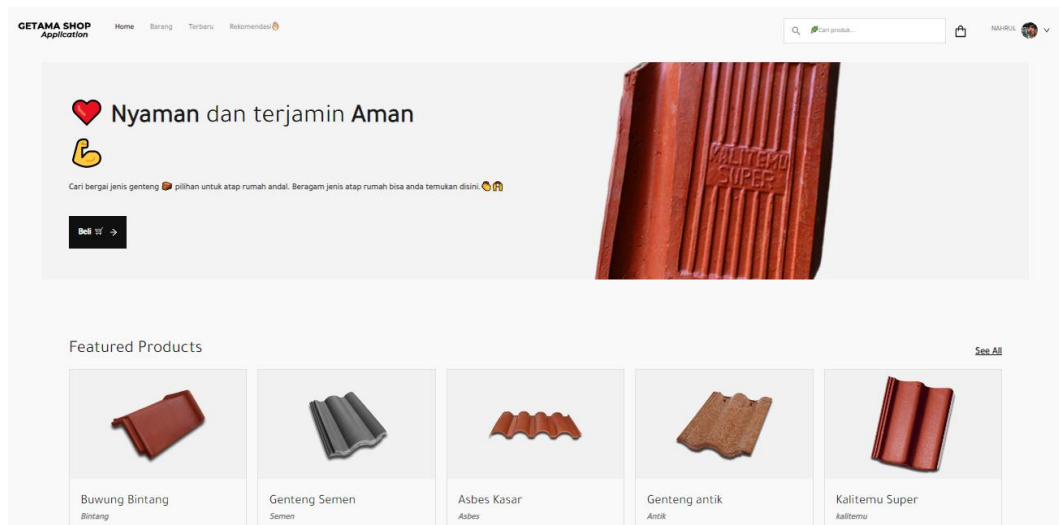 GETAMA SHOP
Application
Home Barang Terbaru Rekomendasi👌
🌿Cari produk...
NAHRUL
❤️ Nyaman dan terjamin Aman
💪
Cari bergai jenis genteng 🧱 pilihan untuk atap rumah andal. Beragam jenis atap rumah bisa anda temukan disini.
KALITEMU
SUPER
Beli 🛒 →
Featured Products
See All
Buwung Bintang
Bintang
Genteng Semen
Semen
Asbes Kasar
Asbes
Genteng antik
Antik
Kalitemu Super
kalitemu